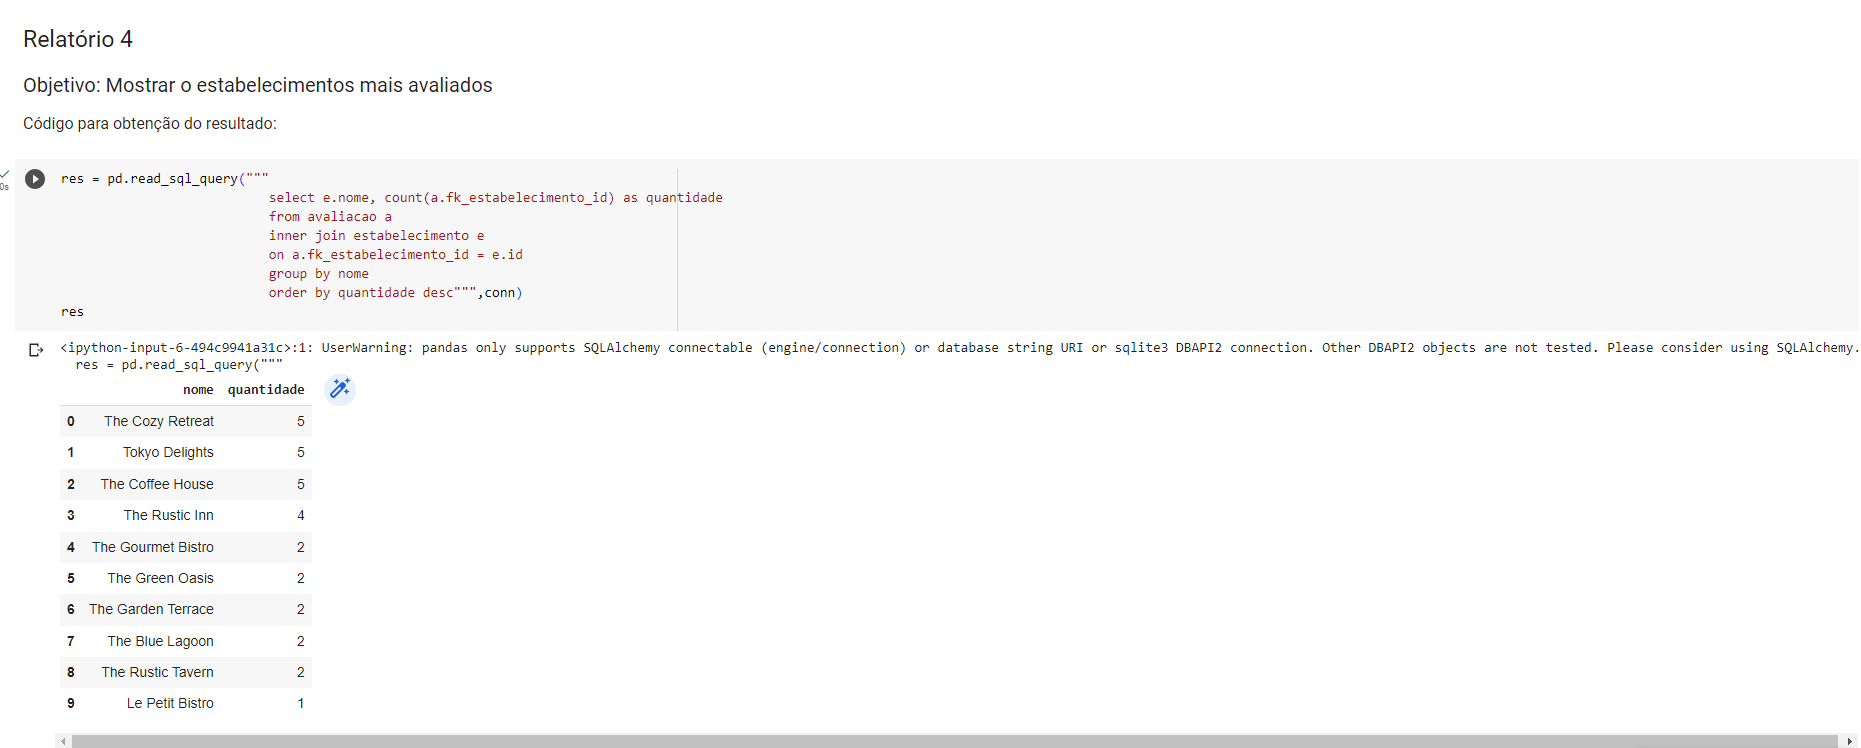 Relatório 4
Objetivo: Mostrar o estabelecimentos mais avaliados
Código para obtenção do resultado:
0s
res = pd.read_sql_query("""
select e.nome, count(a.fk_estabelecimento_id) as quantidade
from avaliacao a
inner join estabelecimento e
on a.fk_estabelecimento_id = e.id
group by nome
order by quantidade desc""",conn)
res
<ipython-input-6-494c9941a31c>:1: UserWarning: pandas only supports SQLAlchemy connectable (engine/connection) or database string URI or sqlite3 DBAPI2 connection. Other DBAPI2 objects are not tested. Please consider using SQLAlchemy.
res = pd.read_sql_query("""
nome quantidade
0 The Cozy Retreat 5
1 Tokyo Delights 5
2 The Coffee House 5
3 The Rustic Inn 4
4 The Gourmet Bistro 2
5 The Green Oasis 2
6 The Garden Terrace 2
7 The Blue Lagoon 2
8 The Rustic Tavern 2
9 Le Petit Bistro 1